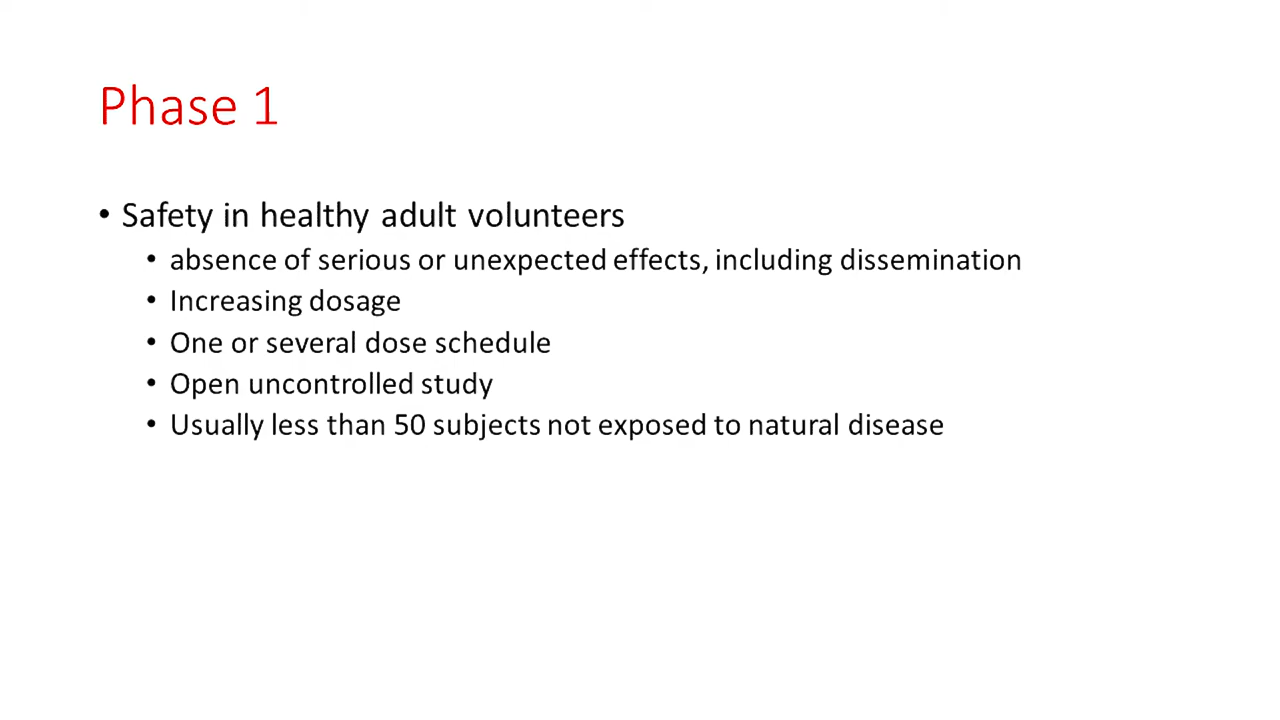 Phase 1
• Safety in healthy adult volunteers
• absence of serious or unexpected effects, including dissemination
• Increasing dosage
• One or several dose schedule
• Open uncontrolled study
• Usually less than 50 subjects not exposed to natural disease